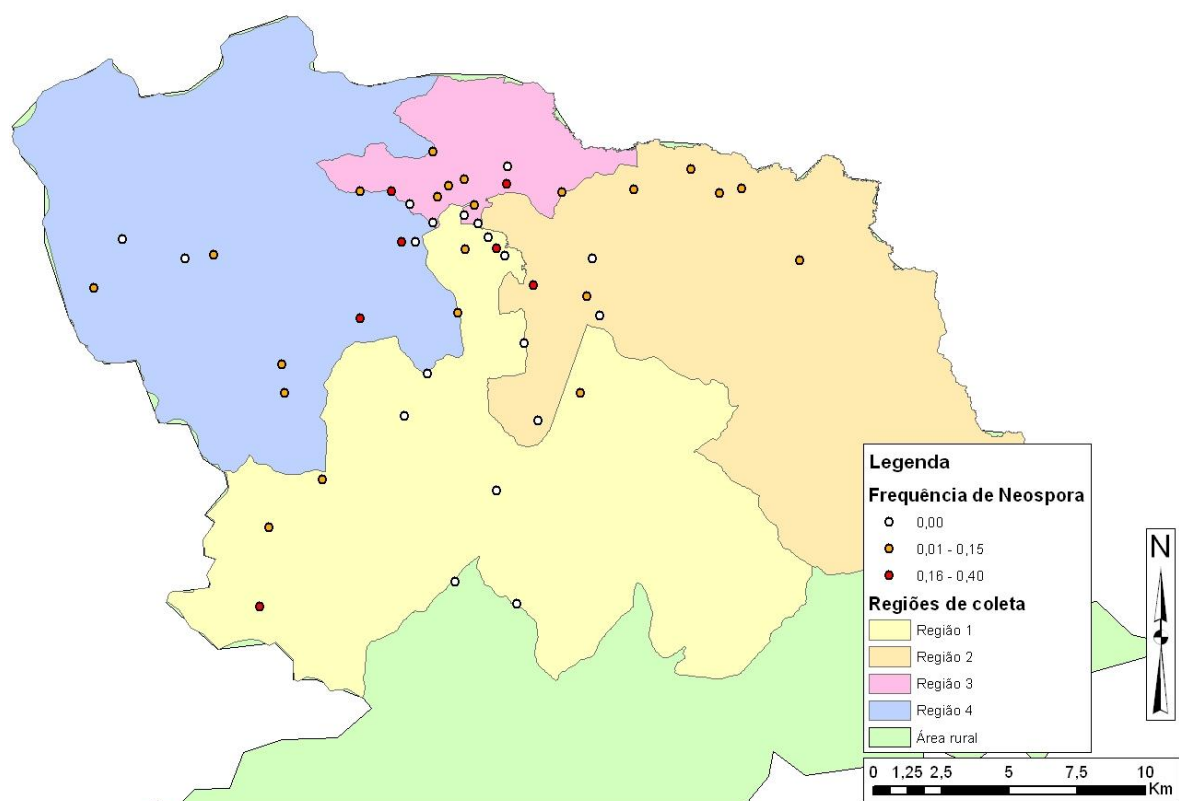 Legenda
Frequência de Neospora
0,00
0,01 - 0,15
0,16 - 0,40
Regiões de coleta
Região 1
Região 2
Região 3
Região 4
Área rural
N
0 1,25 2,5 5 7,5 10
Km